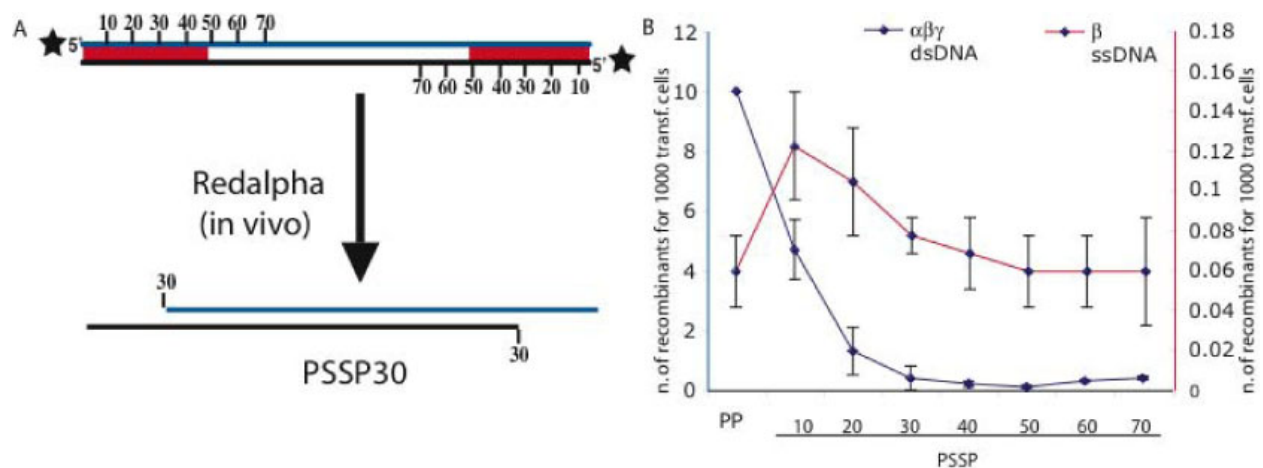 A
5' 10 20 30 40 50 60 70
5'
70 60 50 40 30 20 10
Redalpha
(in vivo)
30
30
PSSP30
B
αβγ
dsDNA
β
ssDNA
n. of recombinants for 1000 transf. cells
12
10
8
6
4
2
0
0.18
0.16
0.14
0.12
0.1
0.08
0.06
0.04
0.02
0
n. of recombinants for 1000 transf. cells
PP 10 20 30 40 50 60 70
PSSP